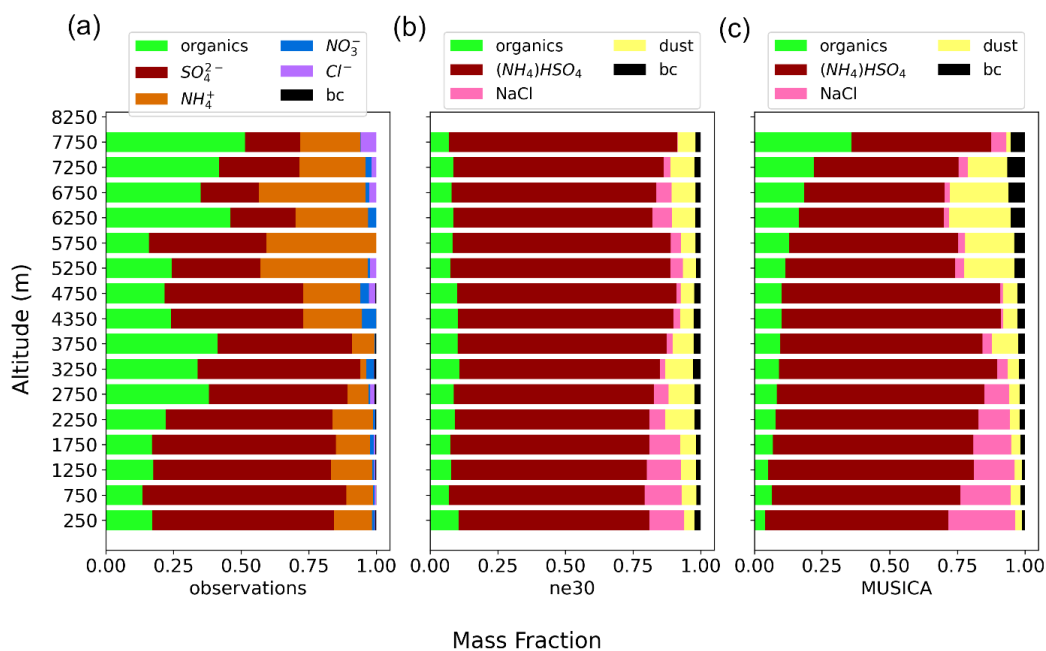 (a)
organics
SO₄²⁻
NH₄⁺
NO₃⁻
Cl⁻
bc
(b)
organics
(NH₄)HSO₄
NaCl
dust
bc
(c)
organics
(NH₄)HSO₄
NaCl
dust
bc
Altitude (m)
8250
7750
7250
6750
6250
5750
5250
4750
4350
3750
3250
2750
2250
1750
1250
750
250
0.00 0.25 0.50 0.75 1.00
observations
0.00 0.25 0.50 0.75 1.00
ne30
0.00 0.25 0.50 0.75 1.00
MUSICA
Mass Fraction